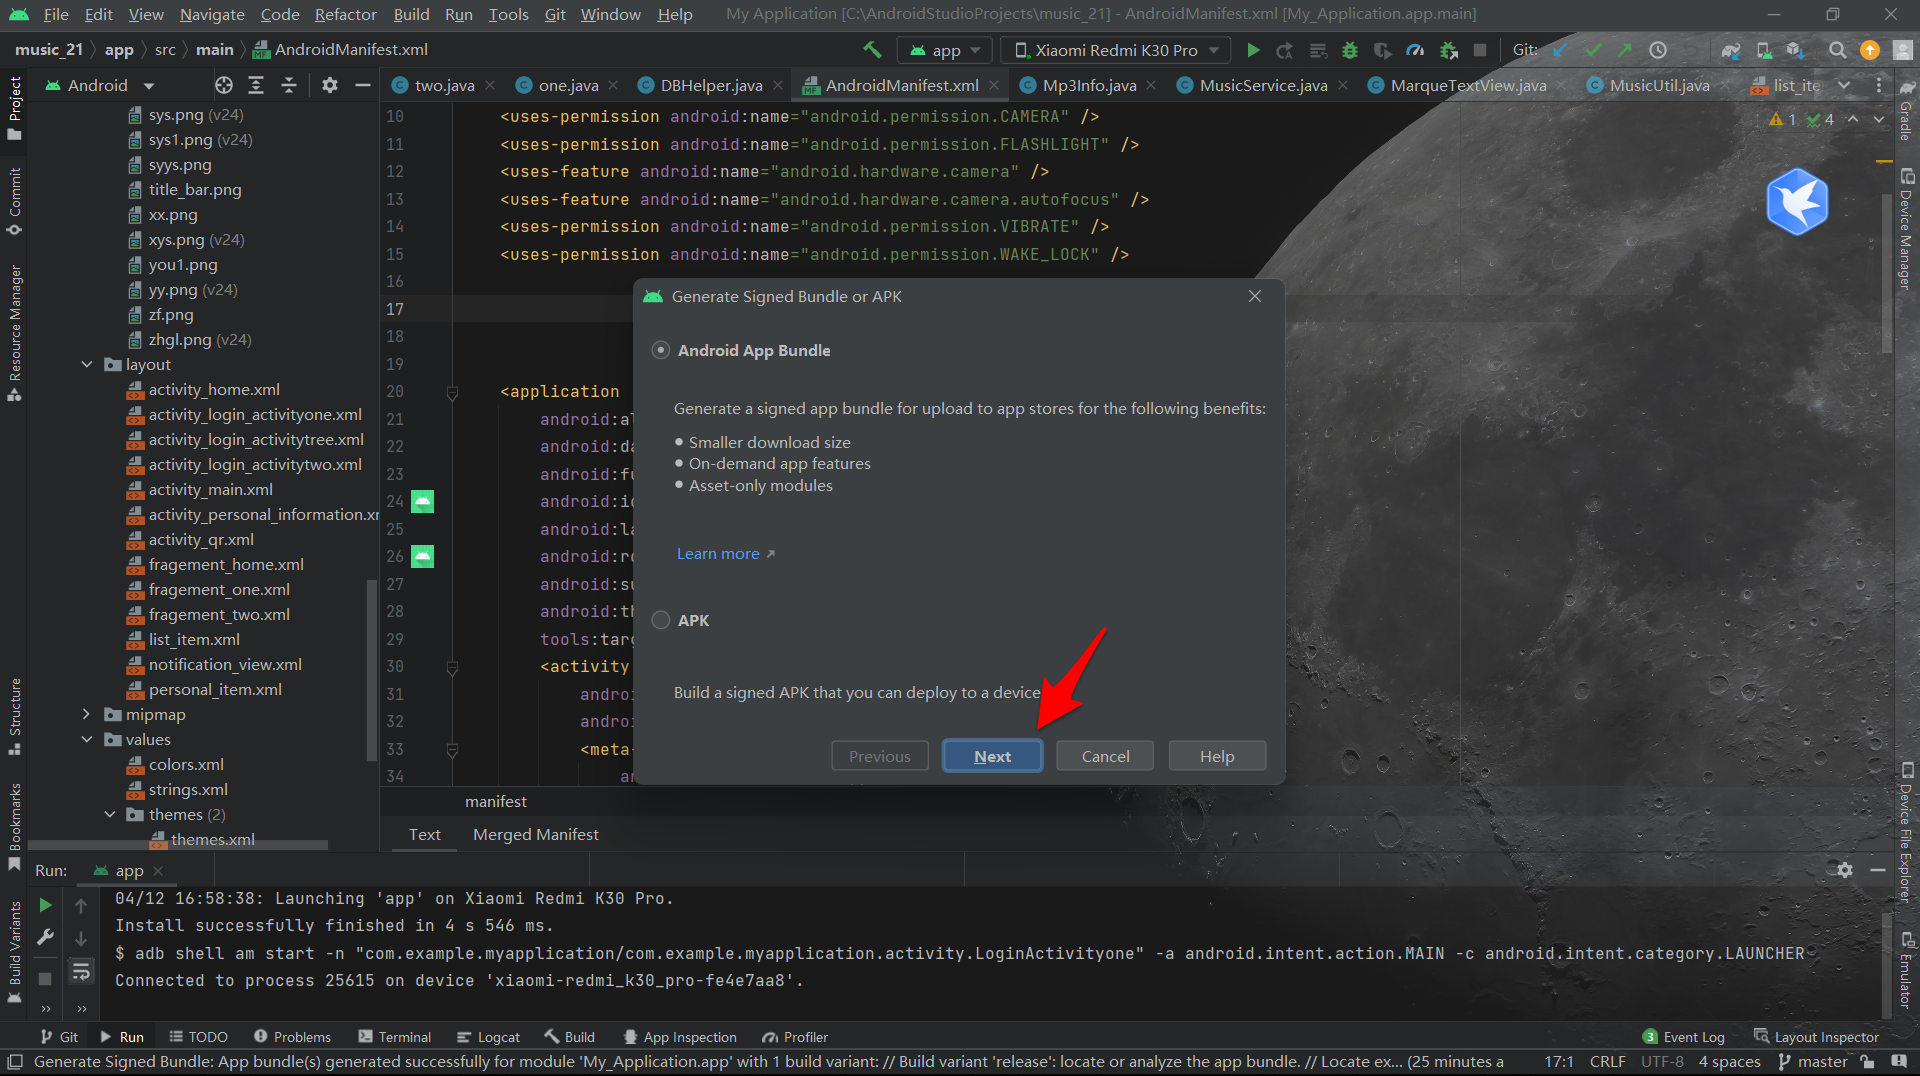 File Edit View Navigate Code Refactor Build Run Tools Git Window Help My Application [C:\AndroidStudioProjects\music_21] - AndroidManifest.xml [My_Application.app.main]
music_21 app src main AndroidManifest.xml app Xiaomi Redmi K30 Pro Git:
Android two.java one.java DBHelper.java AndroidManifest.xml Mp3Info.java MusicService.java MarqueTextView.java MusicUtil.java list_ite
Project
Commit
Resource Manager
Structure
Bookmarks
Build Variants
sys.png (v24)
sys1.png (v24)
syys.png
title_bar.png
xx.png
xys.png (v24)
you1.png
yy.png (v24)
zf.png
zhgl.png (v24)
layout
activity_home.xml
activity_login_activityone.xml
activity_login_activitytree.xml
activity_login_activitytwo.xml
activity_main.xml
activity_personal_information.xr
activity_qr.xml
fragement_home.xml
fragement_one.xml
fragement_two.xml
list_item.xml
notification_view.xml
personal_item.xml
mipmap
values
colors.xml
strings.xml
themes (2)
themes.xml
10 <uses-permission android:name="android.permission.CAMERA" />
11 <uses-permission android:name="android.permission.FLASHLIGHT" />
12 <uses-feature android:name="android.hardware.camera" />
13 <uses-feature android:name="android.hardware.camera.autofocus" />
14 <uses-permission android:name="android.permission.VIBRATE" />
15 <uses-permission android:name="android.permission.WAKE_LOCK" />
16
17
18
19
20 <application
21 android:al
22 android:da
23 android:fu
24 android:ic
25 android:la
26 android:ro
27 android:su
28 android:th
29 tools:targ
30 <activity
31 androi
32 androi
33 <meta-
34 an
1 4
Generate Signed Bundle or APK
Android App Bundle
Generate a signed app bundle for upload to app stores for the following benefits:
Smaller download size
On-demand app features
Asset-only modules
Learn more
APK
Build a signed APK that you can deploy to a device
Previous Next Cancel Help
manifest
Text Merged Manifest
Gradle
Device Manager
Device File Explorer
Emulator
Run: app
04/12 16:58:38: Launching 'app' on Xiaomi Redmi K30 Pro.
Install successfully finished in 4 s 546 ms.
$ adb shell am start -n "com.example.myapplication/com.example.myapplication.activity.LoginActivityone" -a android.intent.action.MAIN -c android.intent.category.LAUNCHER
Connected to process 25615 on device 'xiaomi-redmi_k30_pro-fe4e7aa8'.
Git Run TODO Problems Terminal Logcat Build App Inspection Profiler 3 Event Log Layout Inspector
Generate Signed Bundle: App bundle(s) generated successfully for module 'My_Application.app' with 1 build variant: // Build variant 'release': locate or analyze the app bundle. // Locate ex... (25 minutes a 17:1 CRLF UTF-8 4 spaces master